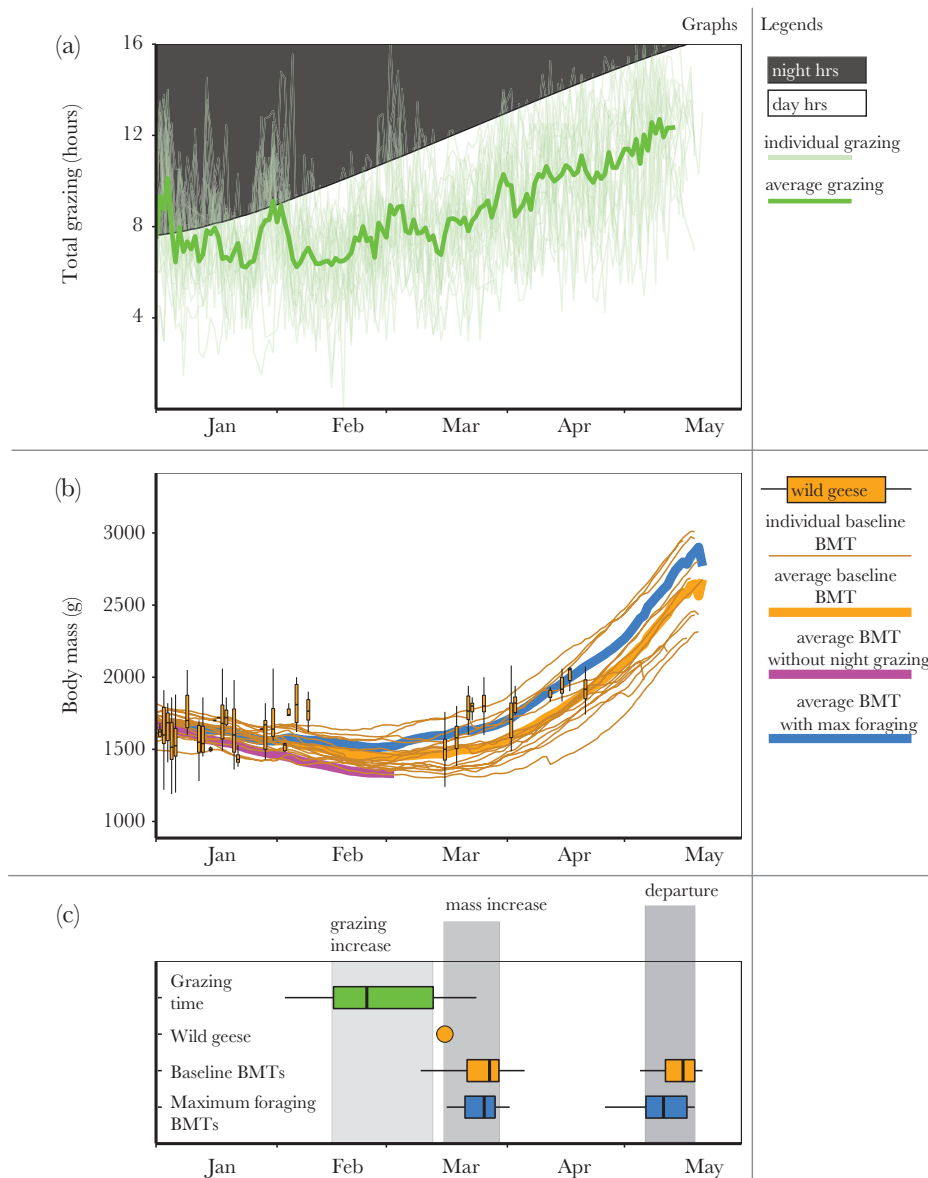 Graphs
Legends
(a)
16
12
8
4
Total grazing (hours)
Jan
Feb
Mar
Apr
May
night hrs
day hrs
individual grazing
average grazing
(b)
3000
2500
2000
1500
1000
Body mass (g)
Jan
Feb
Mar
Apr
May
wild geese
individual baseline
BMT
average baseline
BMT
average BMT
without night grazing
average BMT
with max foraging
(c)
grazing
increase
mass increase
departure
Grazing
time
Wild geese
Baseline BMTs
Maximum foraging
BMTs
Jan
Feb
Mar
Apr
May